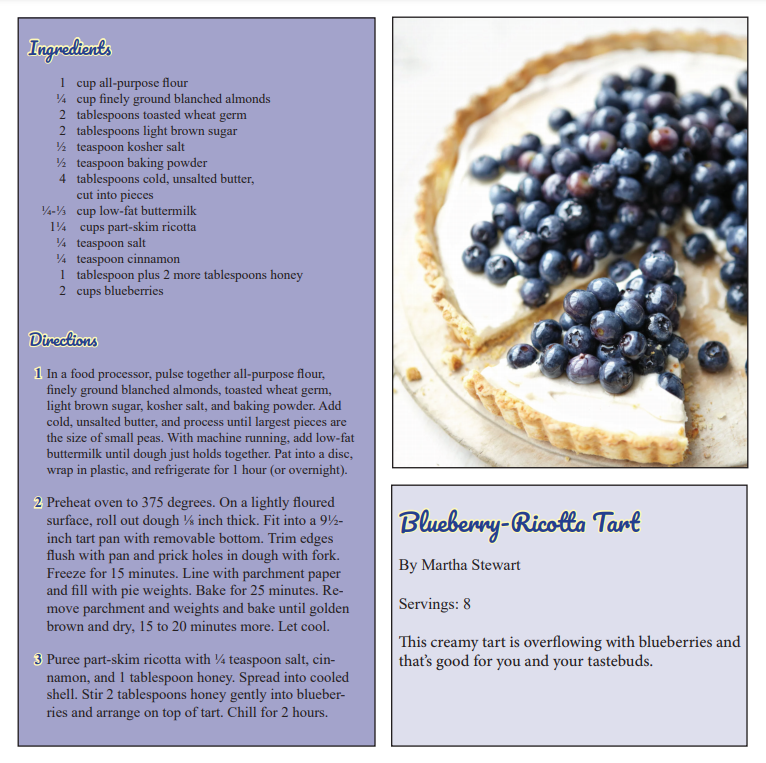 Ingredients
1 cup all-purpose flour
¼ cup finely ground blanched almonds
2 tablespoons toasted wheat germ
2 tablespoons light brown sugar
½ teaspoon kosher salt
½ teaspoon baking powder
4 tablespoons cold, unsalted butter,
cut into pieces
¼-⅓ cup low-fat buttermilk
1¼ cups part-skim ricotta
¼ teaspoon salt
¼ teaspoon cinnamon
1 tablespoon plus 2 more tablespoons honey
2 cups blueberries
Directions
1 In a food processor, pulse together all-purpose flour,
finely ground blanched almonds, toasted wheat germ,
light brown sugar, kosher salt, and baking powder. Add
cold, unsalted butter, and process until largest pieces are
the size of small peas. With machine running, add low-fat
buttermilk until dough just holds together. Pat into a disc,
wrap in plastic, and refrigerate for 1 hour (or overnight).
2 Preheat oven to 375 degrees. On a lightly floured
surface, roll out dough ⅛ inch thick. Fit into a 9½-
inch tart pan with removable bottom. Trim edges
flush with pan and prick holes in dough with fork.
Freeze for 15 minutes. Line with parchment paper
and fill with pie weights. Bake for 25 minutes. Re-
move parchment and weights and bake until golden
brown and dry, 15 to 20 minutes more. Let cool.
3 Puree part-skim ricotta with ¼ teaspoon salt, cin-
namon, and 1 tablespoon honey. Spread into cooled
shell. Stir 2 tablespoons honey gently into blueber-
ries and arrange on top of tart. Chill for 2 hours.
Blueberry-Ricotta Tart
By Martha Stewart
Servings: 8
This creamy tart is overflowing with blueberries and
that's good for you and your tastebuds.